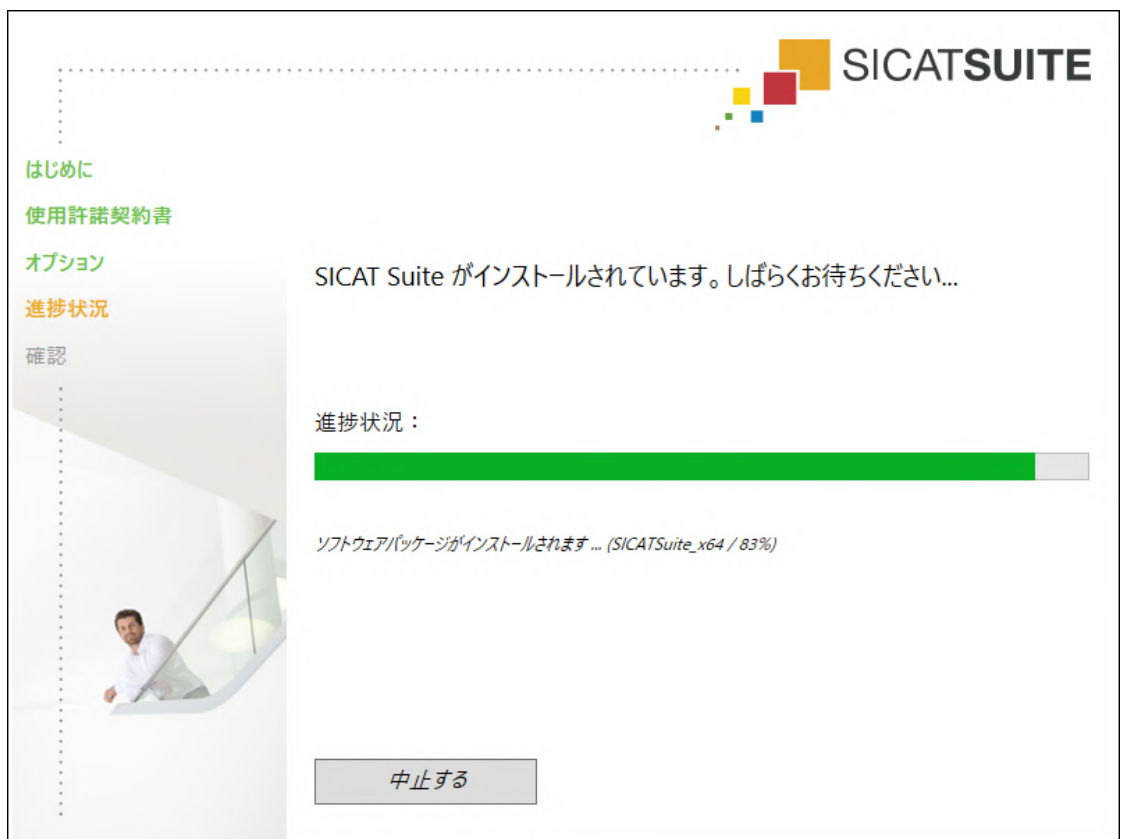 SICATSUITE
はじめに
使用許諾契約書
オプション
進捗状況
確認
SICAT Suite がインストールされています。しばらくお待ちください...
進捗状況：
ソフトウェアパッケージがインストールされます ... (SICATSuite_x64 / 83%)
中止する